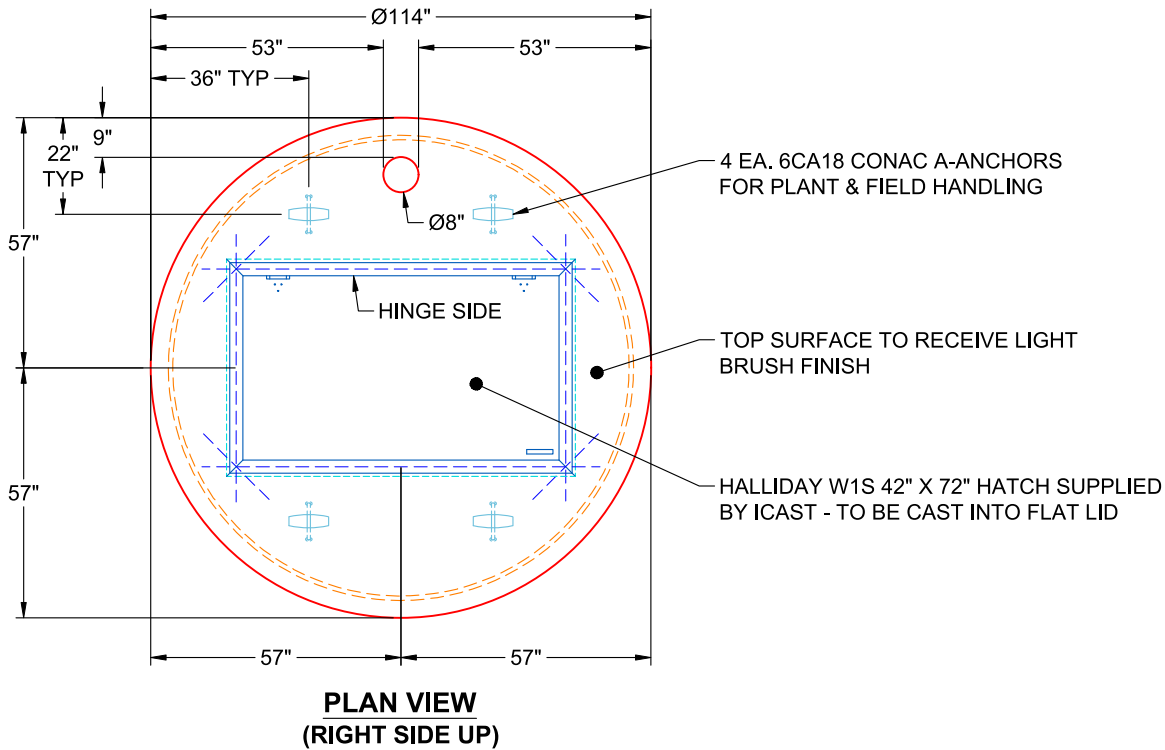 Ø114"
53"
53"
36" TYP
9"
22"
TYP
4 EA. 6CA18 CONAC A-ANCHORS
FOR PLANT & FIELD HANDLING
Ø8"
57"
HINGE SIDE
TOP SURFACE TO RECEIVE LIGHT
BRUSH FINISH
57"
HALLIDAY W1S 42" X 72" HATCH SUPPLIED
BY ICAST - TO BE CAST INTO FLAT LID
57"
57"
PLAN VIEW
(RIGHT SIDE UP)